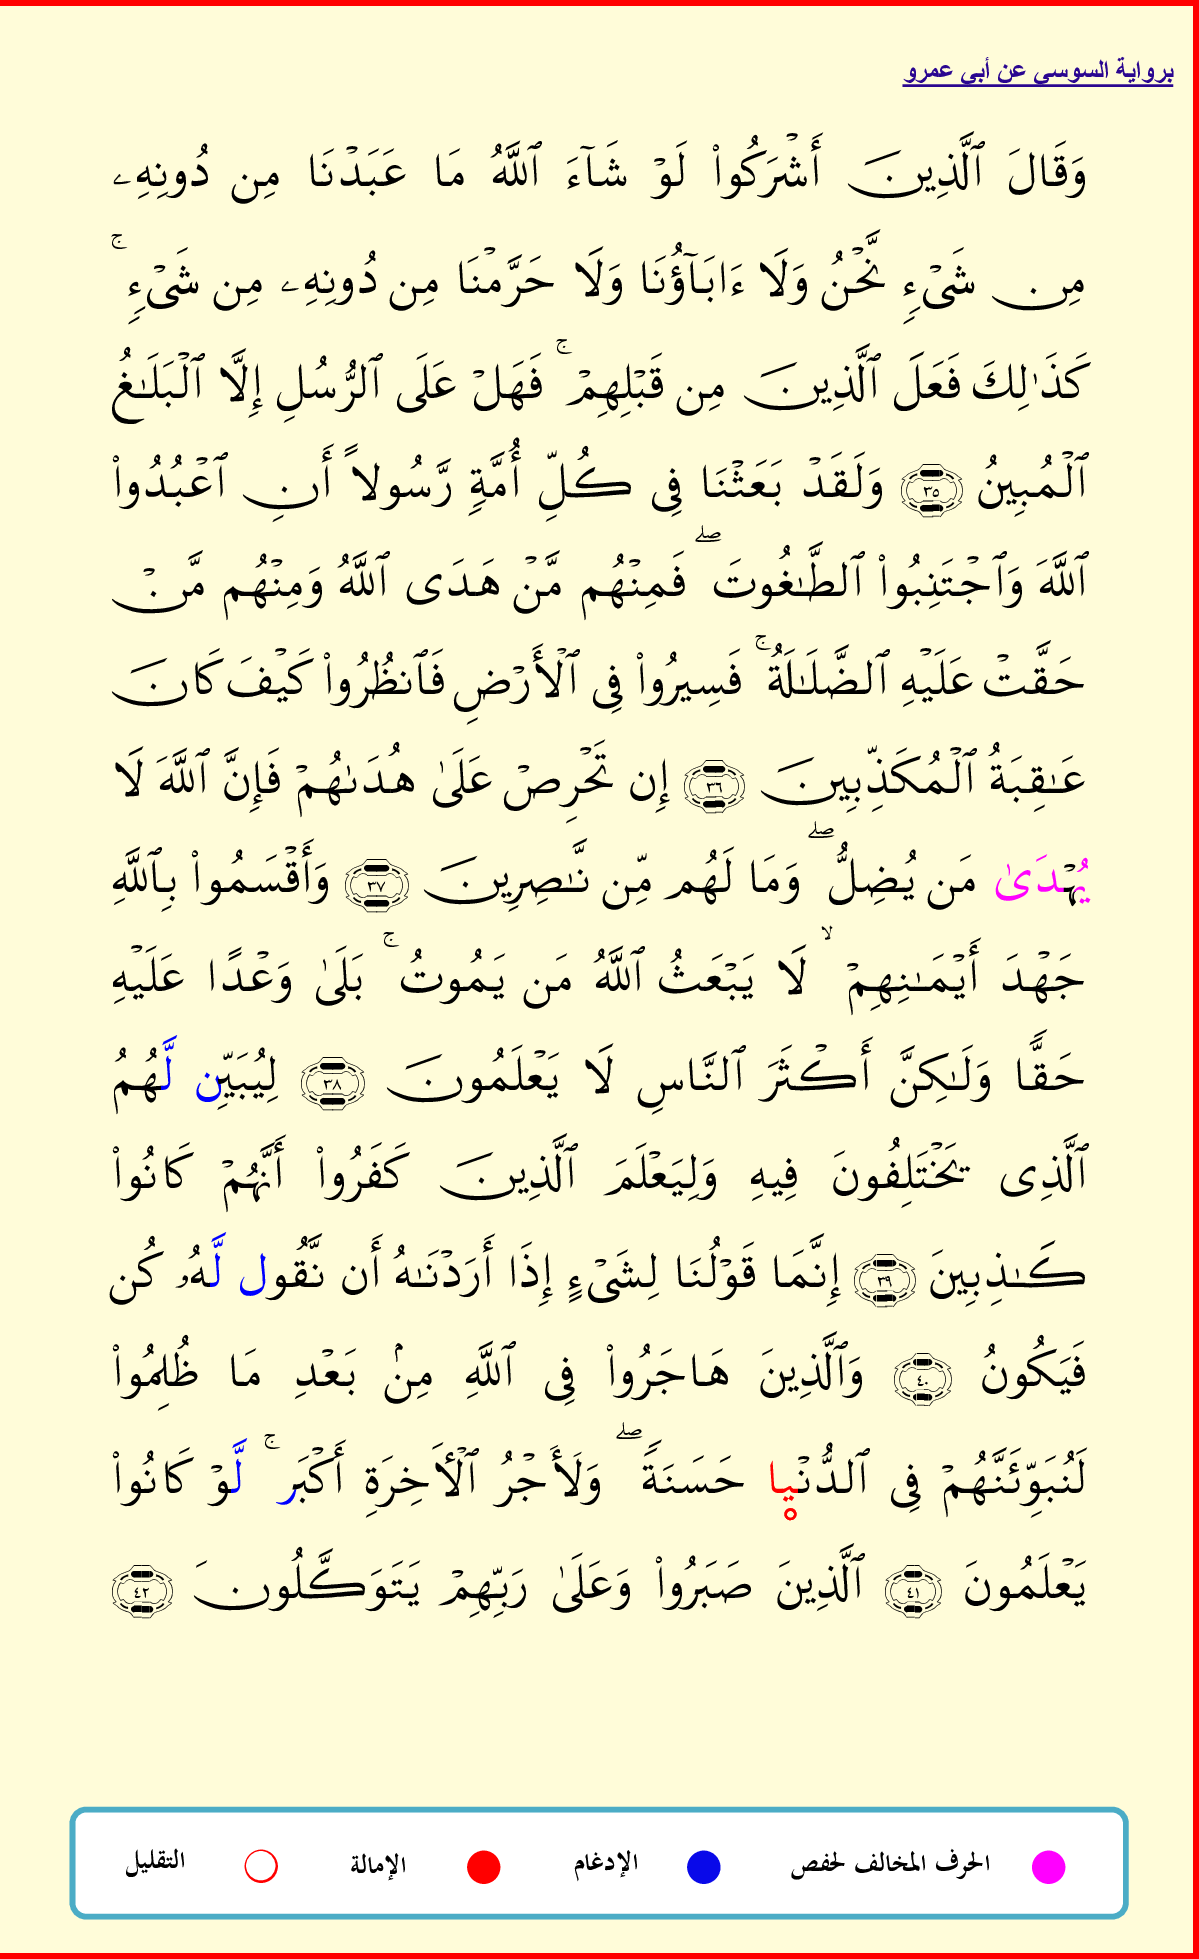 برواية السوسي عن أبي عمرو
وَقَالَ ٱلَّذِينَ أَشْرَكُوا۟ لَوْ شَآءَ ٱللَّهُ مَا عَبَدْنَا مِن دُونِهِۦ
مِن شَىْءٍ نَّحْنُ وَلَا ءَابَآؤُنَا وَلَا حَرَّمْنَا مِن دُونِهِۦ مِن شَىْءٍ ۚ
كَذَٰلِكَ فَعَلَ ٱلَّذِينَ مِن قَبْلِهِمْ ۚ فَهَلْ عَلَى ٱلرُّسُلِ إِلَّا ٱلْبَلَـٰغُ
ٱلْمُبِينُ ٣٥ وَلَقَدْ بَعَثْنَا فِى كُلِّ أُمَّةٍ رَّسُولاً أَنِ ٱعْبُدُوا۟
ٱللَّهَ وَٱجْتَنِبُوا۟ ٱلطَّـٰغُوتَ ۖ فَمِنْهُم مَّنْ هَدَى ٱللَّهُ وَمِنْهُم مَّنْ
حَقَّتْ عَلَيْهِ ٱلضَّلَـٰلَةُ ۚ فَسِيرُوا۟ فِى ٱلْأَرْضِ فَٱنظُرُوا۟ كَيْفَ كَانَ
عَـٰقِبَةُ ٱلْمُكَذِّبِينَ ٣٦ إِن تَحْرِصْ عَلَىٰ هُدَىٰهُمْ فَإِنَّ ٱللَّهَ لَا
يُهْدَىٰ مَن يُضِلُّ ۖ وَمَا لَهُم مِّن نَّـٰصِرِينَ ٣٧ وَأَقْسَمُوا۟ بِٱللَّهِ
جَهْدَ أَيْمَـٰنِهِمْ ۙ لَا يَبْعَثُ ٱللَّهُ مَن يَمُوتُ ۚ بَلَىٰ وَعْدًا عَلَيْهِ
حَقًّا وَلَـٰكِنَّ أَكْثَرَ ٱلنَّاسِ لَا يَعْلَمُونَ ٣٨ لِيُبَيِّن لَّهُمُ
ٱلَّذِى يَخْتَلِفُونَ فِيهِ وَلِيَعْلَمَ ٱلَّذِينَ كَفَرُوا۟ أَنَّهُمْ كَانُوا۟
كَـٰذِبِينَ ٣٩ إِنَّمَا قَوْلُنَا لِشَىْءٍ إِذَا أَرَدْنَـٰهُ أَن نَّقُول لَّهُۥ كُن
فَيَكُونُ ٤٠ وَٱلَّذِينَ هَاجَرُوا۟ فِى ٱللَّهِ مِنۢ بَعْدِ مَا ظُلِمُوا۟
لَنُبَوِّئَنَّهُمْ فِى ٱلدُّنْيا حَسَنَةً ۖ وَلَأَجْرُ ٱلْأَخِرَةِ أَكْبَر ۚ لَّوْ كَانُوا۟
يَعْلَمُونَ ٤١ ٱلَّذِينَ صَبَرُوا۟ وَعَلَىٰ رَبِّهِمْ يَتَوَكَّلُونَ ٤٢
الحرف المخالف لحفص الإدغام الإمالة التقليل